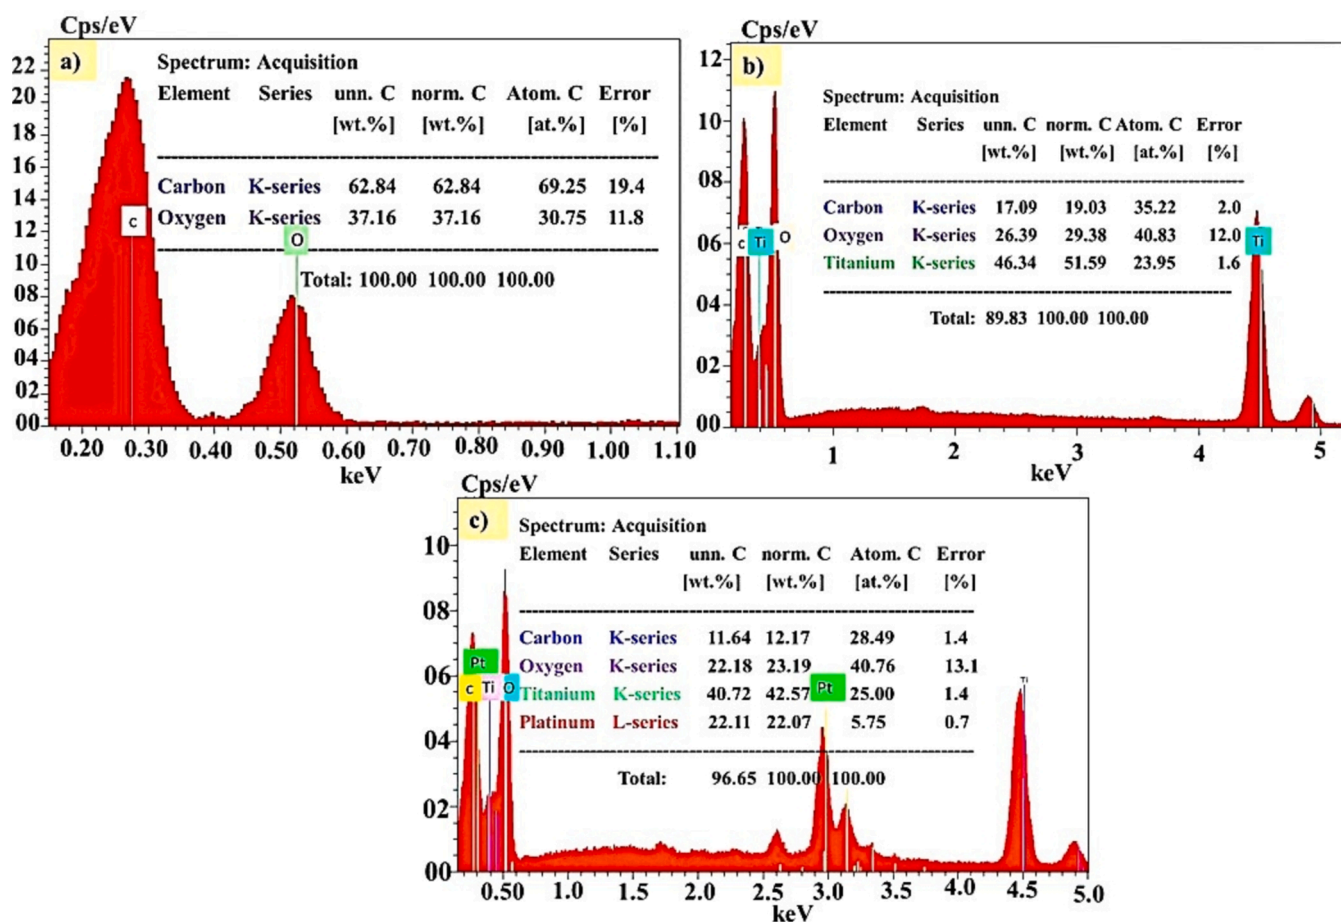 Cps/eV
a)
Spectrum: Acquisition
Element Series unn. C norm. C Atom. C Error
[wt.%] [wt.%] [at.%] [%]
Carbon K-series 62.84 62.84 69.25 19.4
Oxygen K-series 37.16 37.16 30.75 11.8
Total: 100.00 100.00 100.00
C
O
22
20
18
16
14
12
10
08
06
04
02
00
0.20 0.30 0.40 0.50 0.60 0.70 0.80 0.90 1.00 1.10
keV
Cps/eV
b)
Spectrum: Acquisition
Element Series unn. C norm. C Atom. C Error
[wt.%] [wt.%] [at.%] [%]
Carbon K-series 17.09 19.03 35.22 2.0
Oxygen K-series 26.39 29.38 40.83 12.0
Titanium K-series 46.34 51.59 23.95 1.6
Total: 89.83 100.00 100.00
C Ti O Ti
12
10
08
06
04
02
00
1 2 3 4 5
keV
Cps/eV
c)
Spectrum: Acquisition
Element Series unn. C norm. C Atom. C Error
[wt.%] [wt.%] [at.%] [%]
Carbon K-series 11.64 12.17 28.49 1.4
Oxygen K-series 22.18 23.19 40.76 13.1
Titanium K-series 40.72 42.57 25.00 1.4
Platinum L-series 22.11 22.07 5.75 0.7
Total: 96.65 100.00 100.00
Pt
C Ti O
Pt
Ti
10
08
06
04
02
00
0.50 1.0 1.5 2.0 2.5 3.0 3.5 4.0 4.5 5.0
keV